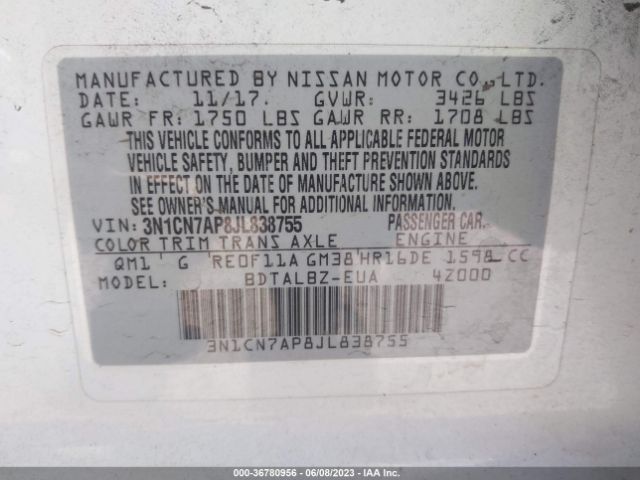 MANUFACTURED BY NISSAN MOTOR CO.,LTD.
DATE: 11/17. GVWR: 3426 LBS
GAWR FR: 1750 LBS GAWR RR: 1708 LBS
THIS VEHICLE CONFORMS TO ALL APPLICABLE FEDERAL MOTOR
VEHICLE SAFETY, BUMPER AND THEFT PREVENTION STANDARDS
IN EFFECT ON THE DATE OF MANUFACTURE SHOWN ABOVE.
SEE OWNER'S MANUAL FOR ADDITIONAL INFORMATION.
VIN: 3N1CN7AP8JL838755 PASSENGER CAR.
COLOR TRIM TRANS AXLE ENGINE
QM1 G RE0F11A GM38 HR16DE 1598 CC
MODEL: BDTALBZ-EUA 4Z000
3N1CN7AP8JL838755
© Stock No: 36780956 / 06/08/2023 / IAA Inc.